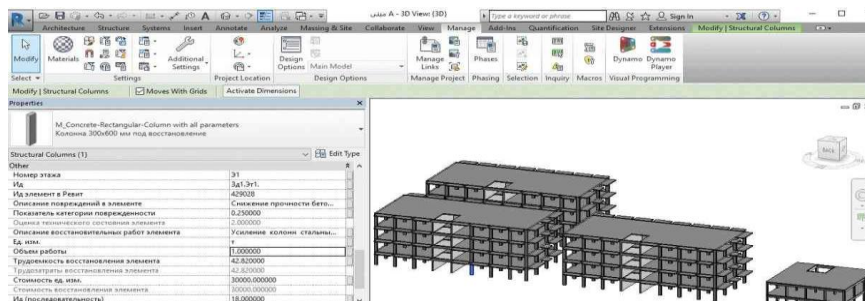 مبنى A - 3D View: {3D}
Type a keyword or phrase
Sign In
Architecture Structure Systems Insert Annotate Analyze Massing & Site Collaborate View Manage Add-Ins Quantification Site Designer Extensions Modify | Structural Columns
Modify Materials Additional Settings Design Options Main Model Manage Links Phases Dynamo Dynamo Player
Select Settings Project Location Design Options Manage Project Phasing Selection Inquiry Macros Visual Programming
Modify | Structural Columns Moves With Grids Activate Dimensions
Properties
M_Concrete-Rectangular-Column with all parameters
Колонна 300x600 мм под восстановление
Structural Columns (1) Edit Type
Other
Номер этажа Э1
Ид Зд1.Эт1.
Ид элемент в Ревит 429028
Описание повреждений в элементе Снижение прочности бето...
Показатель категории поврежденности 0.250000
Оценка технического состояния элемента 2.000000
Описание восстановительных работ элемента Усиление колонн стальны...
Ед. изм. т
Объем работы 1.000000
Трудоемкость восстановления элемента 42.820000
Трудозатраты восстановления элемента 42.820000
Стоимость ед. изм. 30000.000000
Стоимость восстановления элемента 30000.000000
Ид (последовательность) 18.000000
BACK